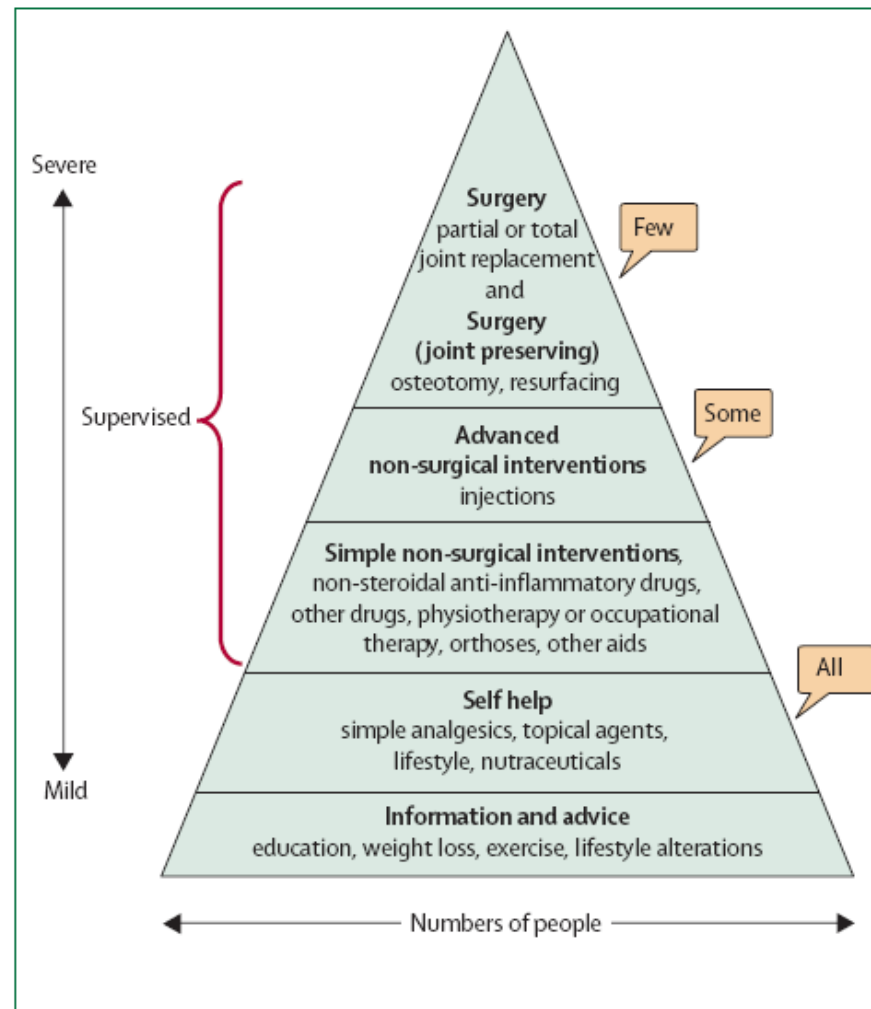 Severe
Surgery
partial or total
joint replacement
and
Few
Surgery
(joint preserving)
osteotomy, resurfacing
Supervised
Some
Advanced
non-surgical interventions
injections
Simple non-surgical interventions,
non-steroidal anti-inflammatory drugs,
other drugs, physiotherapy or occupational
therapy, orthoses, other aids
All
Self help
simple analgesics, topical agents,
lifestyle, nutraceuticals
Mild
Information and advice
education, weight loss, exercise, lifestyle alterations
Numbers of people